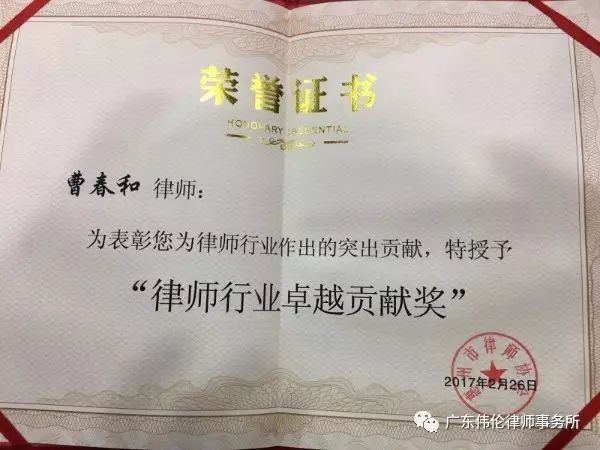 荣誉证书
HONORARY CREDENTIAL
曹春和 律师：
为表彰您为律师行业作出的突出贡献，特授予
“律师行业卓越贡献奖”
惠州市律师协会
2017年2月26日
广东伟伦律师事务所